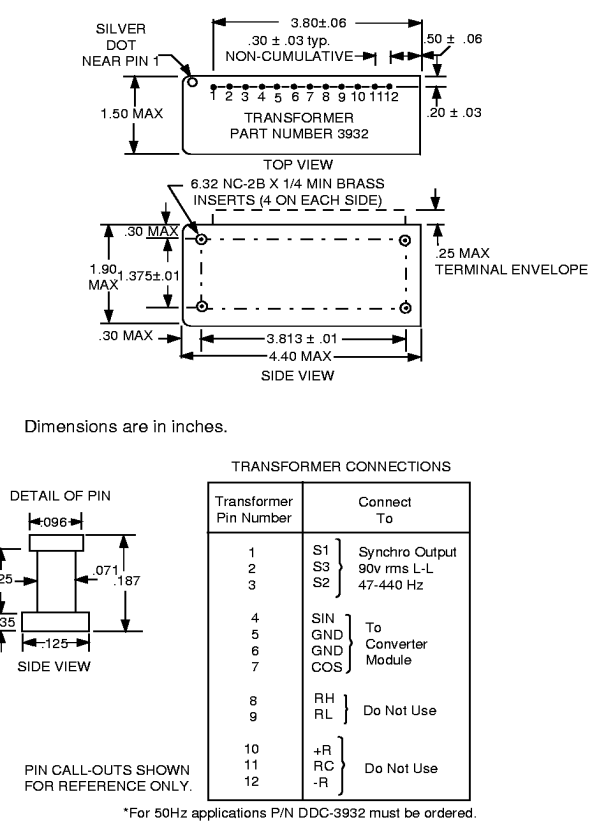 SILVER
DOT
NEAR PIN 1
3.80±.06
.30 ± .03 typ.
NON-CUMULATIVE
.50 ± .06
1.50 MAX
1 2 3 4 5 6 7 8 9 10 11 12
.20 ± .03
TRANSFORMER
PART NUMBER 3932
TOP VIEW
6.32 NC-2B X 1/4 MIN BRASS
INSERTS (4 ON EACH SIDE)
.30 MAX
.25 MAX
TERMINAL ENVELOPE
1.90
MAX
1.375±.01
.30 MAX
3.813 ± .01
4.40 MAX
SIDE VIEW
Dimensions are in inches.
DETAIL OF PIN
.096
25
.071
.187
35
.125
SIDE VIEW
PIN CALL-OUTS SHOWN
FOR REFERENCE ONLY.
TRANSFORMER CONNECTIONS
Transformer Pin Number
Connect To
1 S1 Synchro Output
2 S3 90v rms L-L
3 S2 47-440 Hz
4 SIN
5 GND To
6 GND Converter
7 COS Module
8 RH
9 RL Do Not Use
10 +R
11 RC Do Not Use
12 -R
*For 50Hz applications P/N DDC-3932 must be ordered.